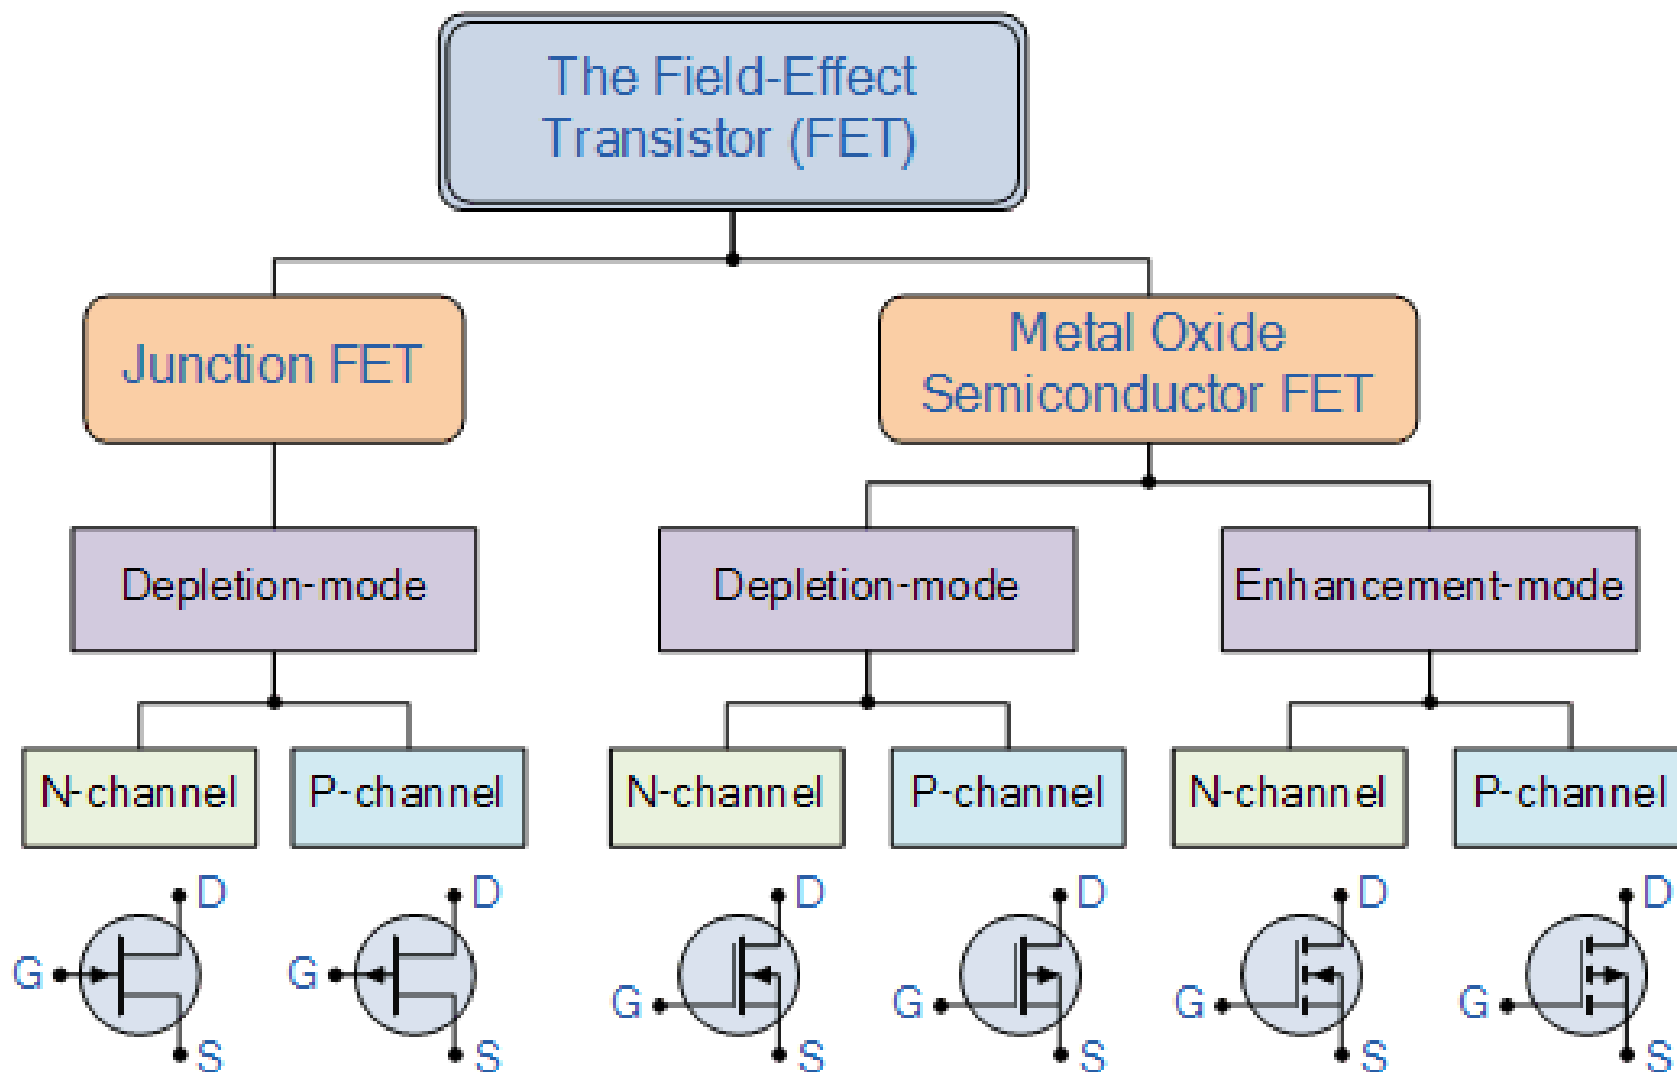 The Field-Effect
Transistor (FET)
Junction FET
Metal Oxide
Semiconductor FET
Depletion-mode
Depletion-mode
Enhancement-mode
N-channel
P-channel
N-channel
P-channel
N-channel
P-channel
D
D
D
D
D
D
G
G
G
G
G
G
S
S
S
S
S
S